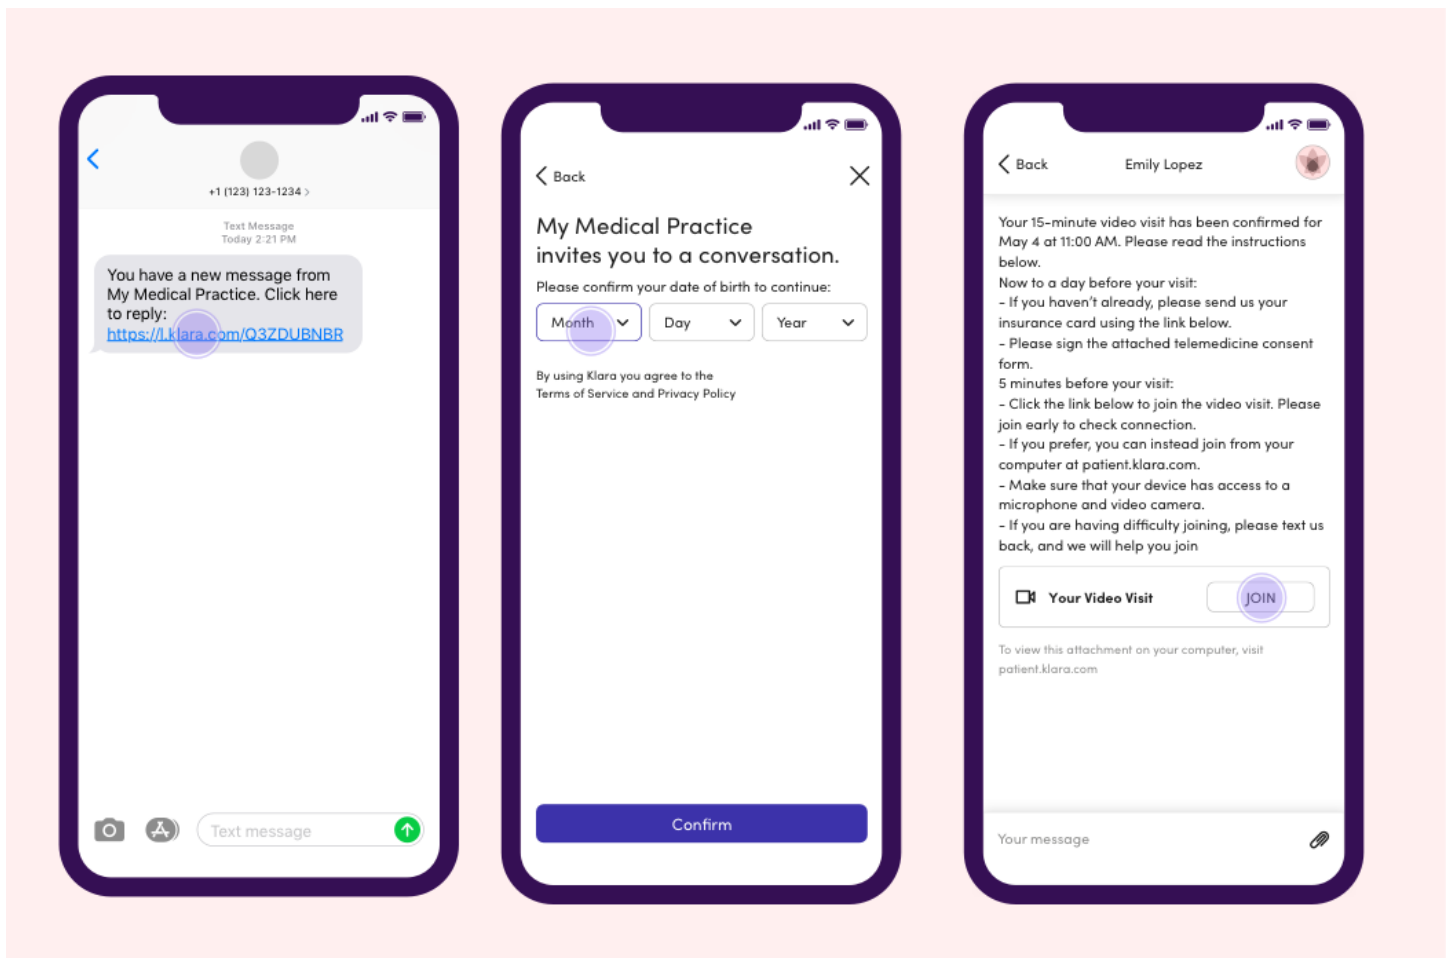 +1 (123) 123-1234 >
Text Message
Today 2:21 PM
You have a new message from
My Medical Practice. Click here
to reply:
https://l.klara.com/Q3ZDUBNBR
Text message
Back
My Medical Practice
invites you to a conversation.
Please confirm your date of birth to continue:
Month
Day
Year
By using Klara you agree to the
Terms of Service and Privacy Policy
Confirm
Back
Emily Lopez
Your 15-minute video visit has been confirmed for
May 4 at 11:00 AM. Please read the instructions
below.
Now to a day before your visit:
- If you haven't already, please send us your
insurance card using the link below.
- Please sign the attached telemedicine consent
form.
5 minutes before your visit:
- Click the link below to join the video visit. Please
join early to check connection.
- If you prefer, you can instead join from your
computer at patient.klara.com.
- Make sure that your device has access to a
microphone and video camera.
- If you are having difficulty joining, please text us
back, and we will help you join
Your Video Visit
JOIN
To view this attachment on your computer, visit
patient.klara.com
Your message